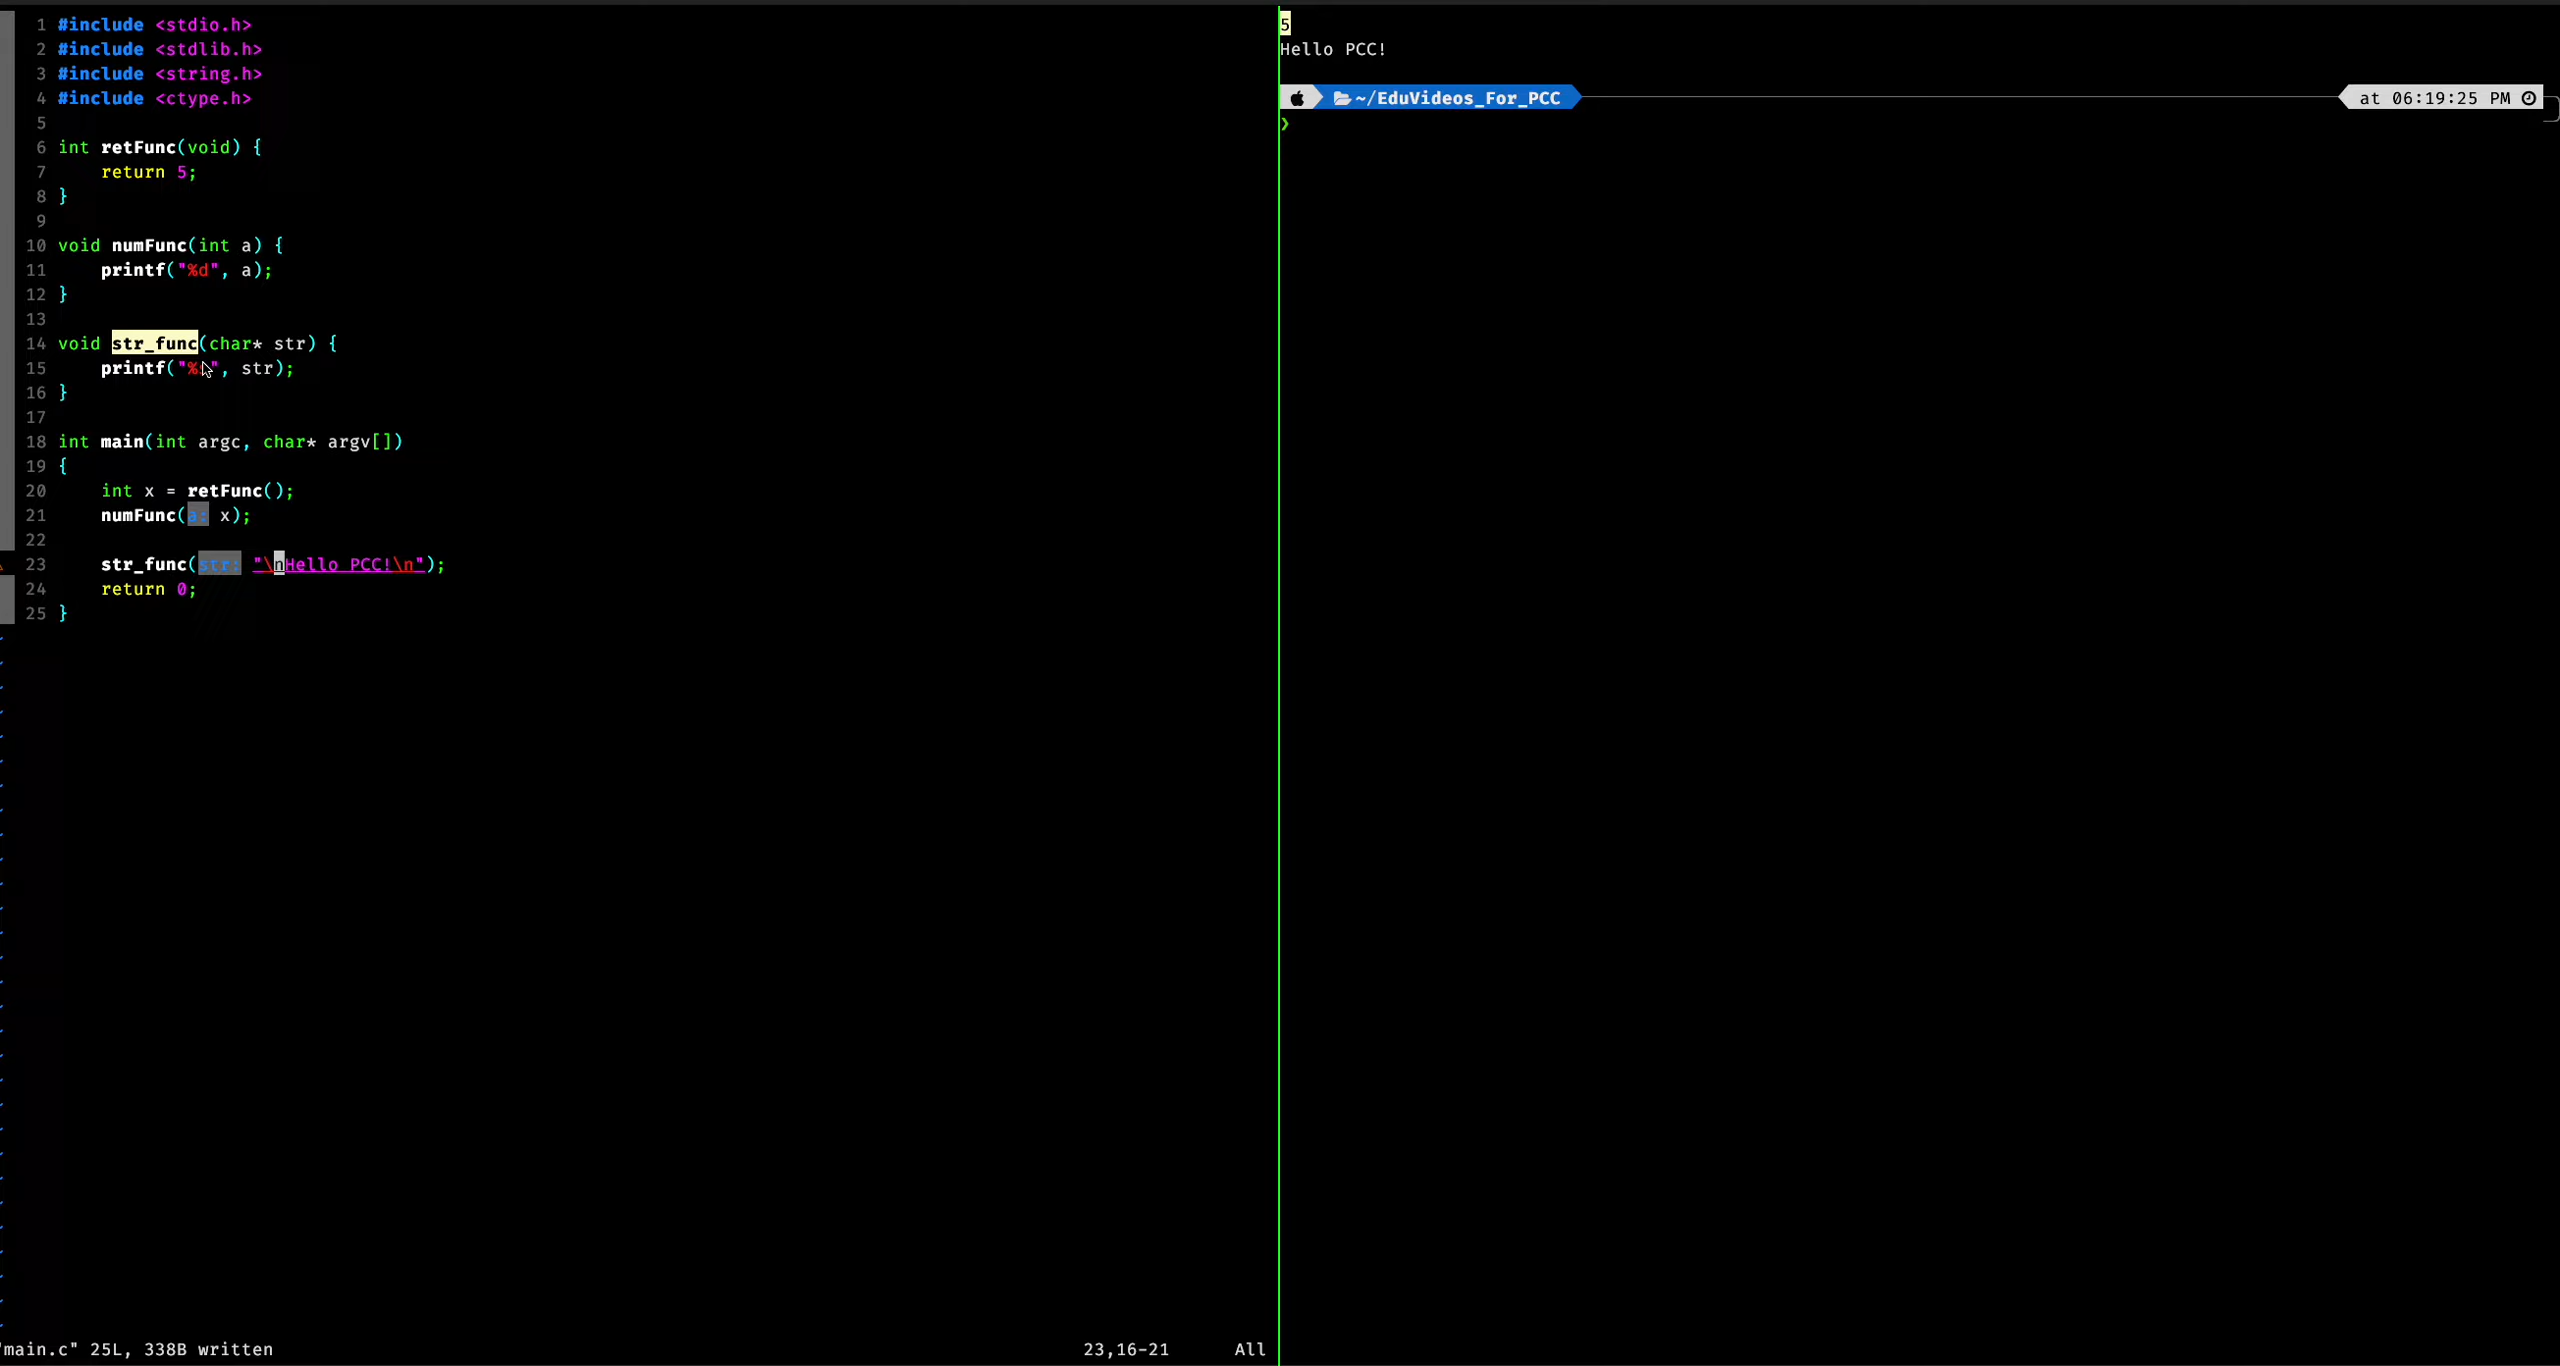 1 #include <stdio.h>
2 #include <stdlib.h>
3 #include <string.h>
4 #include <ctype.h>
5
6 int retFunc(void) {
7     return 5;
8 }
9
10 void numFunc(int a) {
11     printf("%d", a);
12 }
13
14 void str_func(char* str) {
15     printf("% ", str);
16 }
17
18 int main(int argc, char* argv[])
19 {
20     int x = retFunc();
21     numFunc(a: x);
22
23     str_func(str: "\nHello PCC!\n");
24     return 0;
25 }
main.c" 25L, 338B written 23,16-21 All
5
Hello PCC!
~/EduVideos_For_PCC at 06:19:25 PM
❯